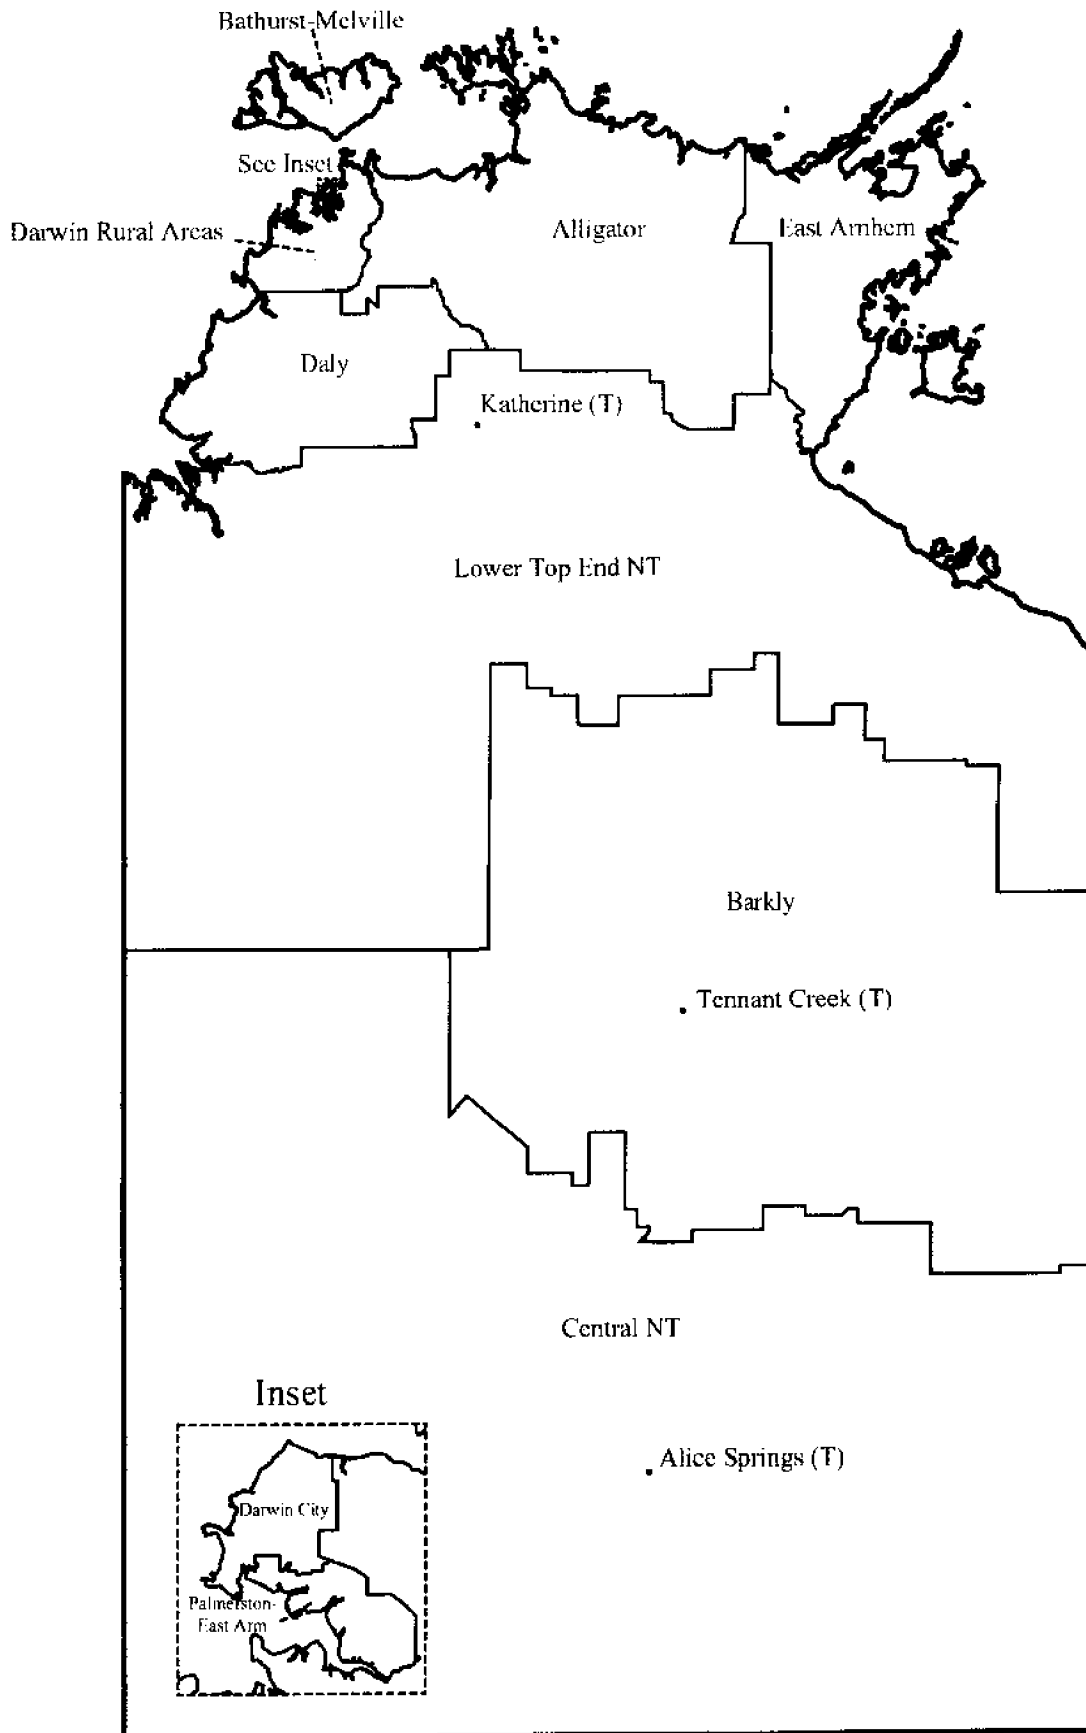 Bathurst-Melville
See Inset
Darwin Rural Areas
Alligator
East Arnhem
Daly
Katherine (T)
Lower Top End NT
Barkly
Tennant Creek (T)
Central NT
Inset
Alice Springs (T)
Darwin City
Palmerston-
East Arm